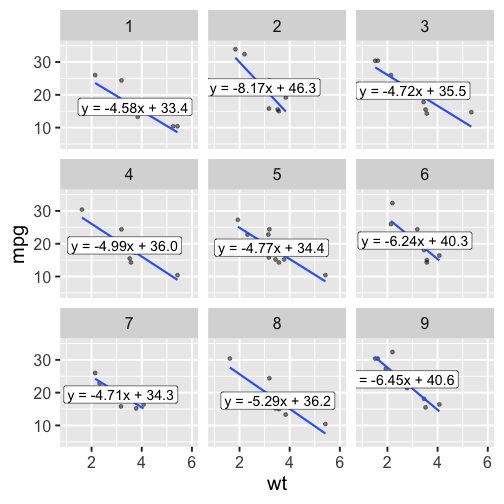 1 2 3
30
20
10
mpg
y = -4.58x + 33.4
y = -8.17x + 46.3
y = -4.72x + 35.5
4 5 6
30
20
10
y = -4.99x + 36.0
y = -4.77x + 34.4
y = -6.24x + 40.3
7 8 9
30
20
10
y = -4.71x + 34.3
y = -5.29x + 36.2
= -6.45x + 40.6
2 4 6 2 4 6 2 4 6
wt